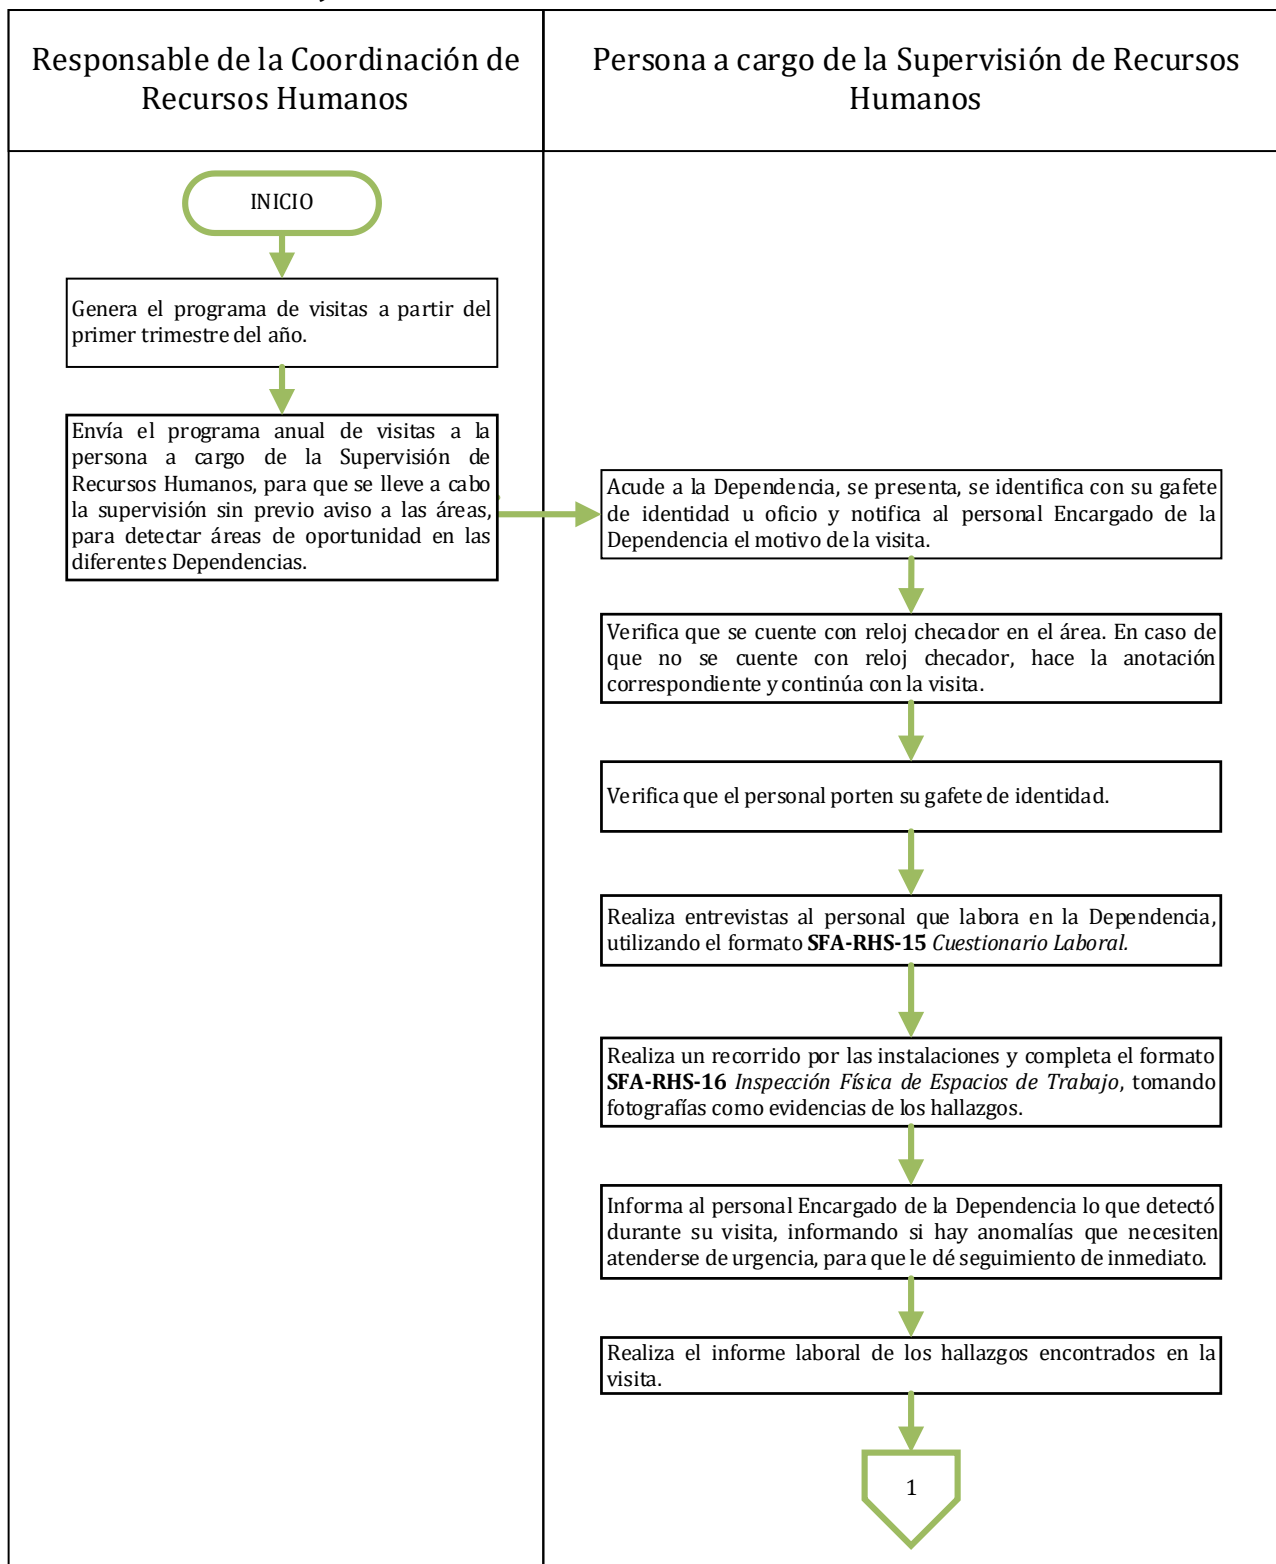 Responsable de la Coordinación de
Recursos Humanos
Persona a cargo de la Supervisión de Recursos
Humanos
INICIO
Genera el programa de visitas a partir del
primer trimestre del año.
Envía el programa anual de visitas a la
persona a cargo de la Supervisión de
Recursos Humanos, para que se lleve a cabo
la supervisión sin previo aviso a las áreas,
para detectar áreas de oportunidad en las
diferentes Dependencias.
Acude a la Dependencia, se presenta, se identifica con su gafete
de identidad u oficio y notifica al personal Encargado de la
Dependencia el motivo de la visita.
Verifica que se cuente con reloj checador en el área. En caso de
que no se cuente con reloj checador, hace la anotación
correspondiente y continúa con la visita.
Verifica que el personal porten su gafete de identidad.
Realiza entrevistas al personal que labora en la Dependencia,
utilizando el formato SFA-RHS-15 Cuestionario Laboral.
Realiza un recorrido por las instalaciones y completa el formato
SFA-RHS-16 Inspección Física de Espacios de Trabajo, tomando
fotografías como evidencias de los hallazgos.
Informa al personal Encargado de la Dependencia lo que detectó
durante su visita, informando si hay anomalías que necesiten
atenderse de urgencia, para que le dé seguimiento de inmediato.
Realiza el informe laboral de los hallazgos encontrados en la
visita.
1